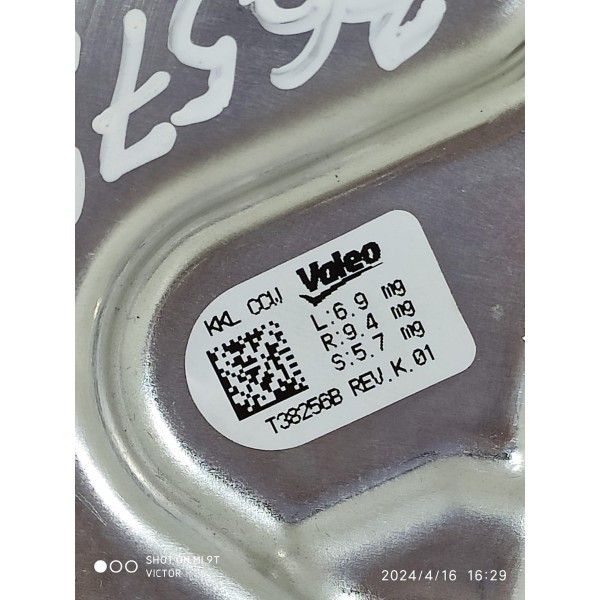 Valeo
KKL CCW
L:6.9 mg
R:9.4 mg
S:5.7 mg
T38256B REV.K.01
SHOT ON MI 9T
VICTOR
2024/4/16 16:29